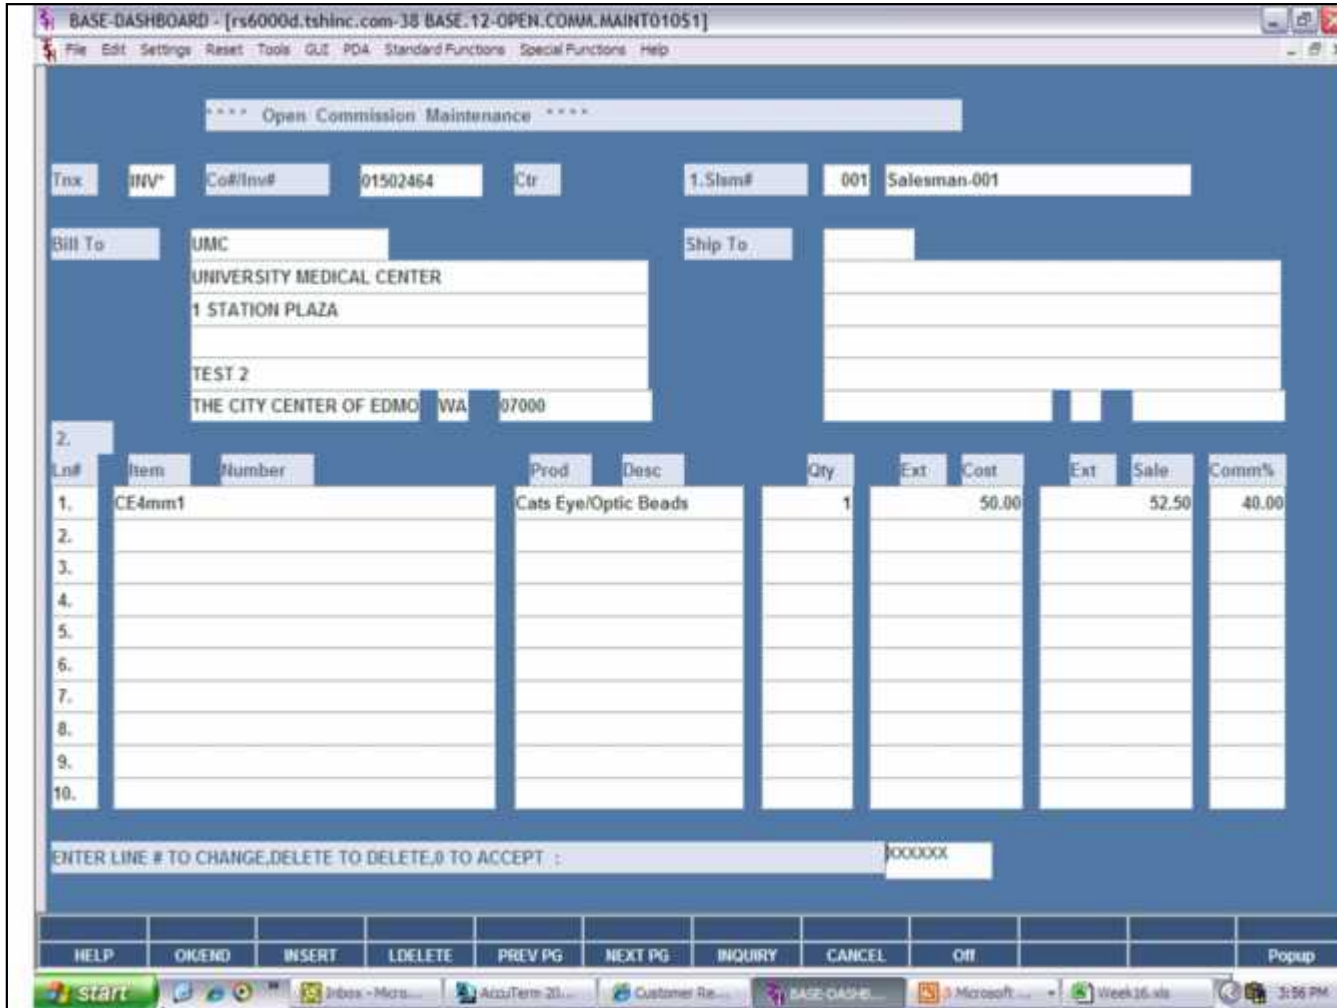 BASE-DASHBOARD - [rs6000d.tshinc.com-38 BASE.12-OPEN.COMM.MAINT01051]
File Edit Settings Reset Tools GUI PDA Standard Functions Special Functions Help
**** Open Commission Maintenance ****
Tnx INV* Co#/Inv# 01502464 Ctr 1.Slsm# 001 Salesman-001
Bill To UMC Ship To
UNIVERSITY MEDICAL CENTER
1 STATION PLAZA
TEST 2
THE CITY CENTER OF EDMO WA 07000
2.
Ln# Item Number Prod Desc Qty Ext Cost Ext Sale Comm%
1. CE4mm1 Cats Eye/Optic Beads 1 50.00 52.50 40.00
2.
3.
4.
5.
6.
7.
8.
9.
10.
ENTER LINE # TO CHANGE,DELETE TO DELETE,0 TO ACCEPT : XXXXXX
HELP OK/END INSERT LDELETE PREV PG NEXT PG INQUIRY CANCEL Off Popup
start Inbox - Micro... AccuTerm 20... Customer Re... BASE-DASHB... 3 Microsoft ... Week16.xls 3:56 PM